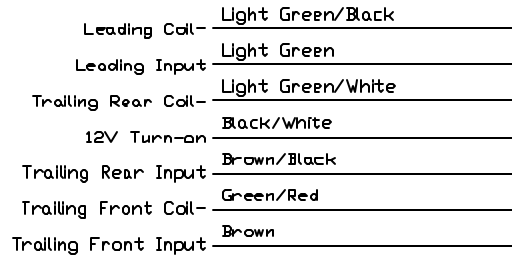 Light Green/Black
Leading Coil-
Light Green
Leading Input
Light Green/White
Trailing Rear Coil-
Black/White
12V Turn-on
Brown/Black
Trailing Rear Input
Green/Red
Trailing Front Coil-
Brown
Trailing Front Input